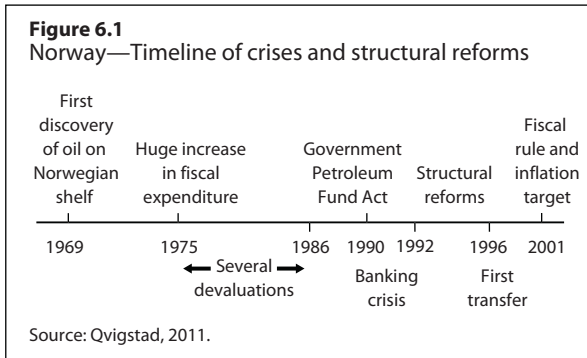 Figure 6.1
Norway—Timeline of crises and structural reforms
First
discovery
of oil on
Norwegian
shelf
Huge increase
in fiscal
expenditure
Government
Petroleum
Fund Act
Structural
reforms
Fiscal
rule and
inflation
target
1969 1975 1986 1990 1992 1996 2001
Several
devaluations
Banking
crisis
First
transfer
Source: Qvigstad, 2011.